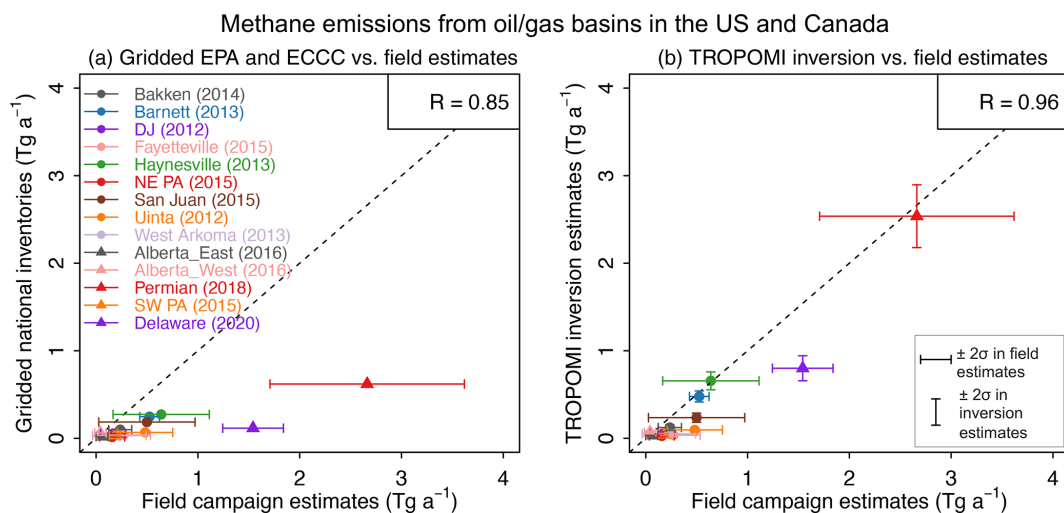 Methane emissions from oil/gas basins in the US and Canada
(a) Gridded EPA and ECCC vs. field estimates
Gridded national inventories (Tg a⁻¹)
4
3
2
1
0
Bakken (2014)
Barnett (2013)
DJ (2012)
Fayetteville (2015)
Haynesville (2013)
NE PA (2015)
San Juan (2015)
Uinta (2012)
West Arkoma (2013)
Alberta_East (2016)
Alberta_West (2016)
Permian (2018)
SW PA (2015)
Delaware (2020)
R = 0.85
0 1 2 3 4
Field campaign estimates (Tg a⁻¹)
(b) TROPOMI inversion vs. field estimates
TROPOMI inversion estimates (Tg a⁻¹)
4
3
2
1
0
R = 0.96
± 2σ in field
estimates
± 2σ in
inversion
estimates
0 1 2 3 4
Field campaign estimates (Tg a⁻¹)